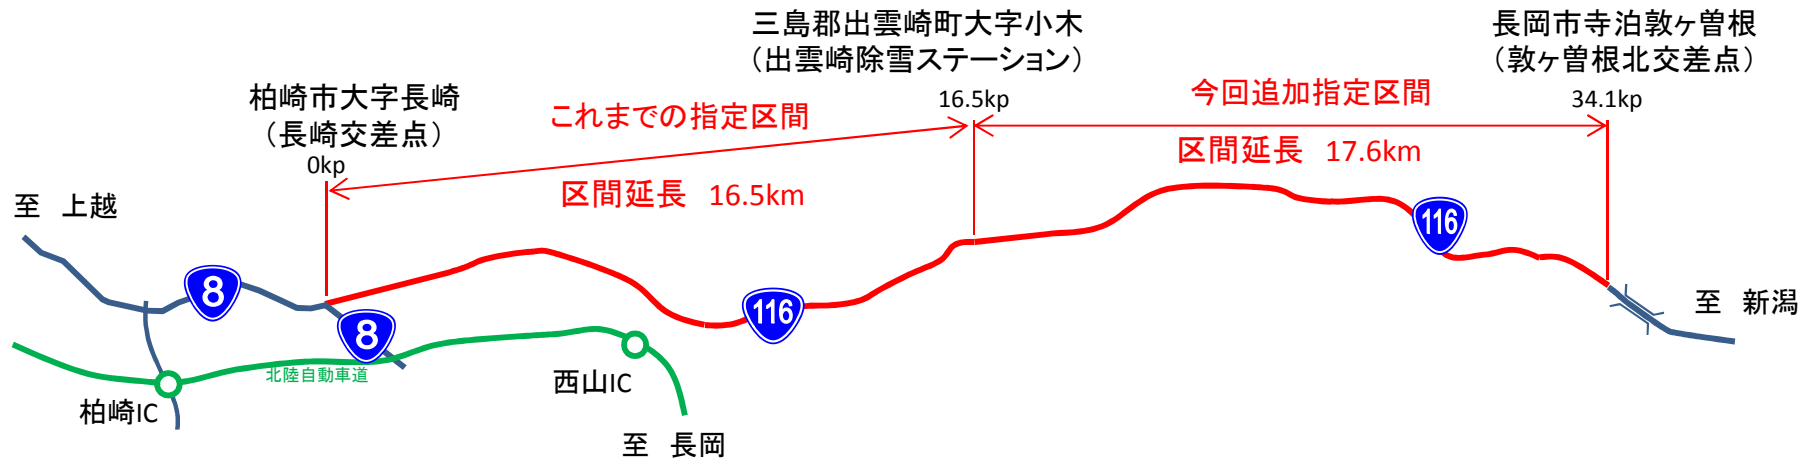 三島郡出雲崎町大字小木
（出雲崎除雪ステーション）
16.5kp
長岡市寺泊敦ヶ曽根
（敦ヶ曽根北交差点）
34.1kp
柏崎市大字長崎
（長崎交差点）
0kp
これまでの指定区間
区間延長　16.5km
今回追加指定区間
区間延長　17.6km
至　上越
8
8
116
116
至　新潟
北陸自動車道
柏崎IC
西山IC
至　長岡